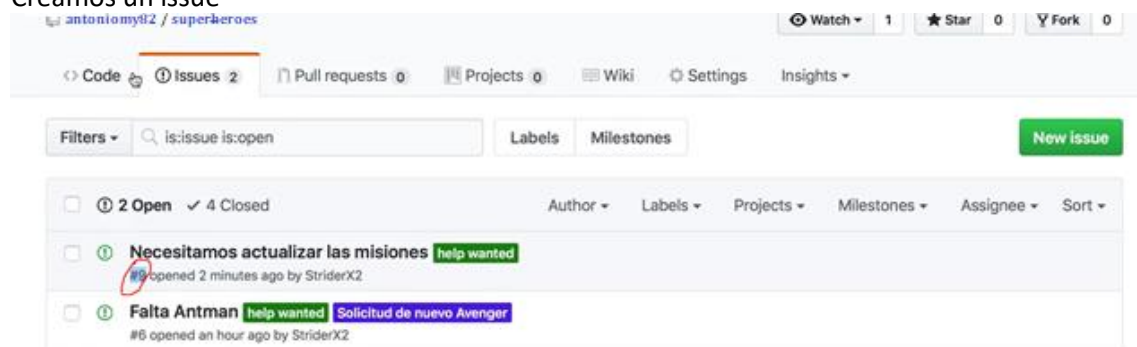 Creamos un issue
antoniomy82 / superheroes
Watch 1 Star 0 Fork 0
Code Issues 2 Pull requests 0 Projects 0 Wiki Settings Insights
Filters is:issue is:open Labels Milestones New issue
2 Open 4 Closed Author Labels Projects Milestones Assignee Sort
Necesitamos actualizar las misiones help wanted
#9 opened 2 minutes ago by StriderX2
Falta Antman help wanted Solicitud de nuevo Avenger
#6 opened an hour ago by StriderX2